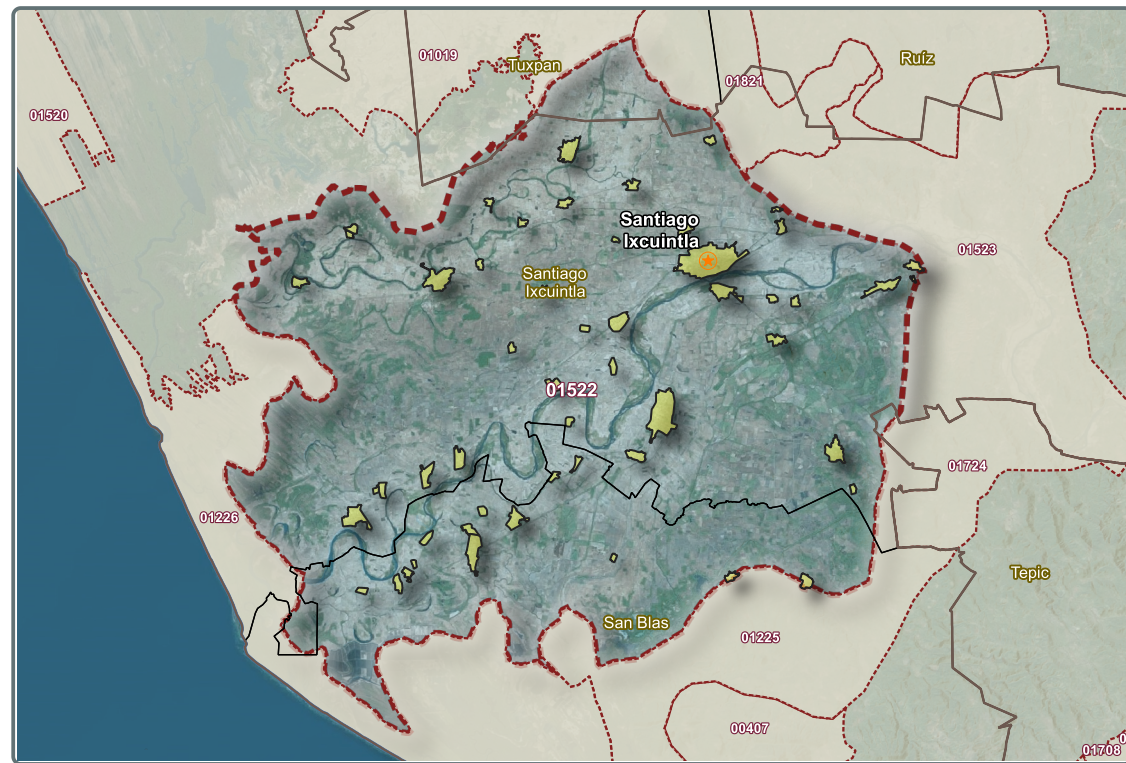 01019
Tuxpan
Ruíz
01821
01520
Santiago
Ixcuintla
01523
Santiago
Ixcuintla
01522
01724
01226
Tepic
San Blas
01225
00407
01708